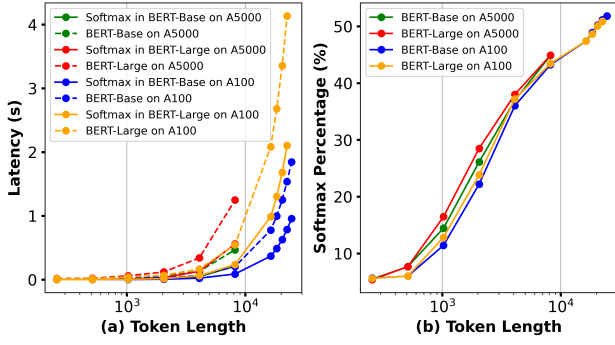 Latency (s)
4
3
2
1
0
Softmax in BERT-Base on A5000
BERT-Base on A5000
Softmax in BERT-Large on A5000
BERT-Large on A5000
Softmax in BERT-Base on A100
BERT-Base on A100
Softmax in BERT-Large on A100
BERT-Large on A100
10³
10⁴
(a) Token Length
Softmax Percentage (%)
50
40
30
20
10
BERT-Base on A5000
BERT-Large on A5000
BERT-Base on A100
BERT-Large on A100
10³
10⁴
(b) Token Length